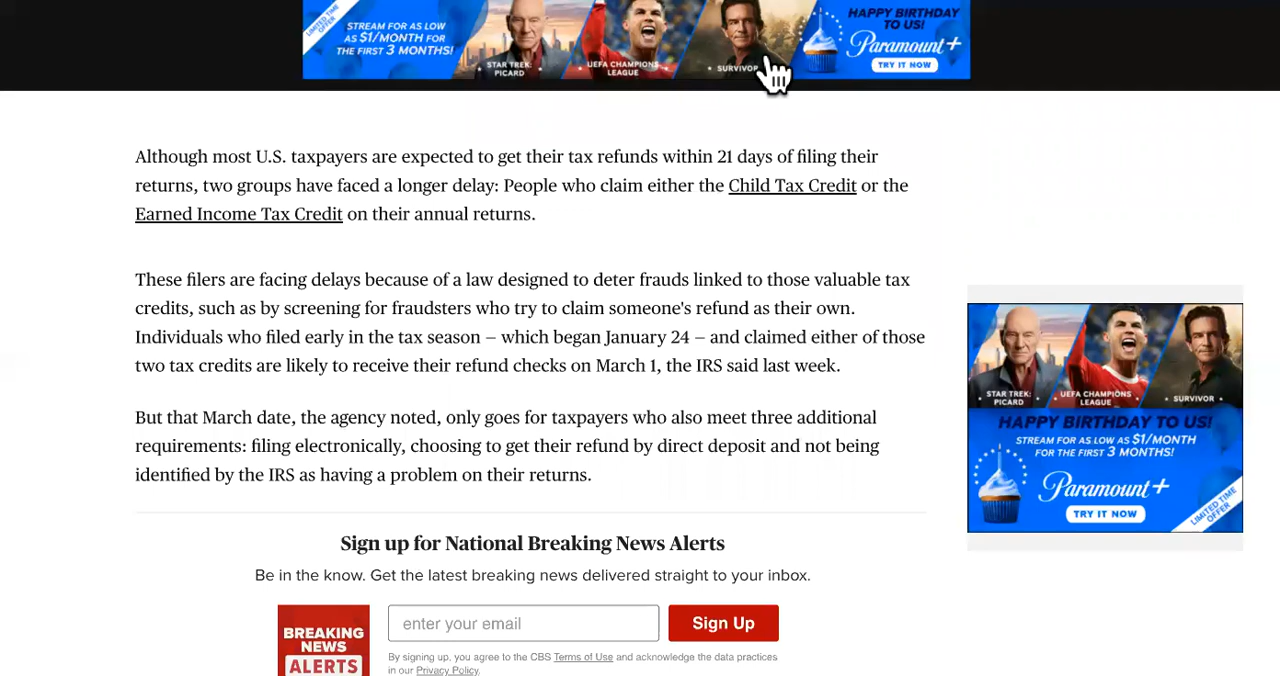 LIMITED TIME
OFFER
STREAM FOR AS LOW
AS $1/MONTH FOR
THE FIRST 3 MONTHS!
STAR TREK:
PICARD
UEFA CHAMPIONS
LEAGUE
SURVIVOR
HAPPY BIRTHDAY
TO US!
Paramount+
TRY IT NOW
Although most U.S. taxpayers are expected to get their tax refunds within 21 days of filing their
returns, two groups have faced a longer delay: People who claim either the Child Tax Credit or the
Earned Income Tax Credit on their annual returns.
These filers are facing delays because of a law designed to deter frauds linked to those valuable tax
credits, such as by screening for fraudsters who try to claim someone's refund as their own.
Individuals who filed early in the tax season — which began January 24 — and claimed either of those
two tax credits are likely to receive their refund checks on March 1, the IRS said last week.
But that March date, the agency noted, only goes for taxpayers who also meet three additional
requirements: filing electronically, choosing to get their refund by direct deposit and not being
identified by the IRS as having a problem on their returns.
STAR TREK:
PICARD
UEFA CHAMPIONS
LEAGUE
SURVIVOR
HAPPY BIRTHDAY TO US!
STREAM FOR AS LOW AS $1/MONTH
FOR THE FIRST 3 MONTHS!
Paramount+
TRY IT NOW
LIMITED TIME
OFFER
Sign up for National Breaking News Alerts
Be in the know. Get the latest breaking news delivered straight to your inbox.
BREAKING
NEWS
ALERTS
enter your email
Sign Up
By signing up, you agree to the CBS Terms of Use and acknowledge the data practices
in our Privacy Policy.